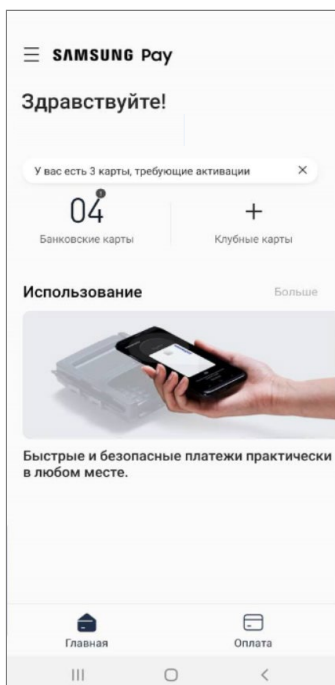 SAMSUNG Pay
Здравствуйте!
У вас есть 3 карты, требующие активации
04
Банковские карты
Клубные карты
Использование
Больше
Быстрые и безопасные платежи практически
в любом месте.
Главная
Оплата